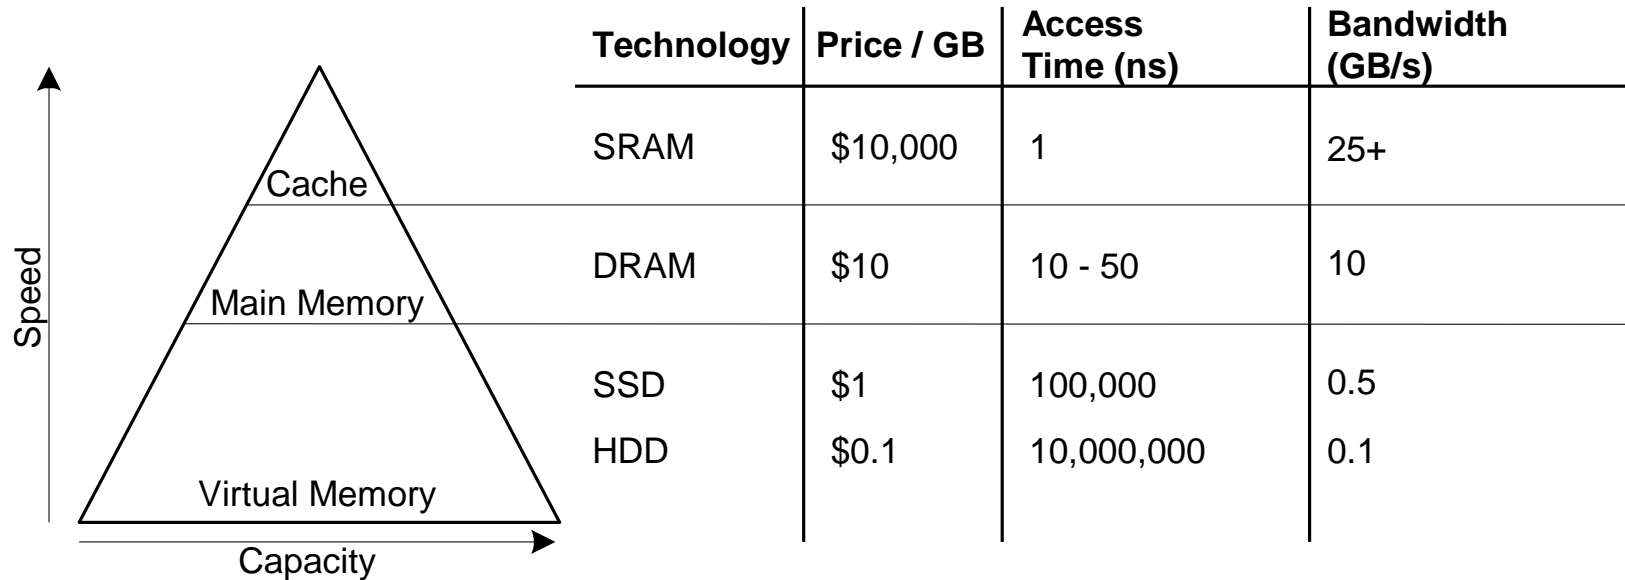 Technology Price / GB Access Time (ns) Bandwidth (GB/s)
SRAM $10,000 1 25+
Cache
DRAM $10 10 - 50 10
Main Memory
SSD $1 100,000 0.5
HDD $0.1 10,000,000 0.1
Virtual Memory
Speed
Capacity